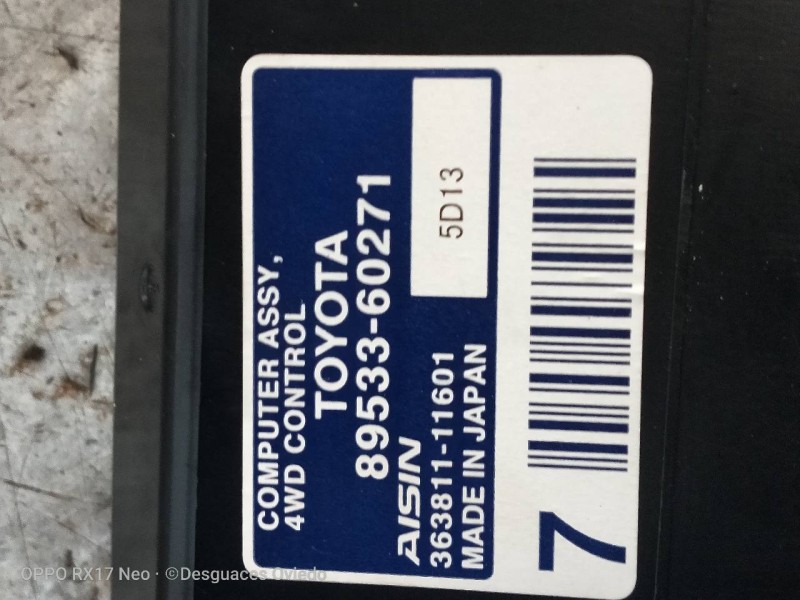 COMPUTER ASSY,
4WD CONTROL
TOYOTA
89533-60271
AISIN
363811-11601
5D13
MADE IN JAPAN
7
OPPO RX17 Neo · ©Desguaces Oviedo